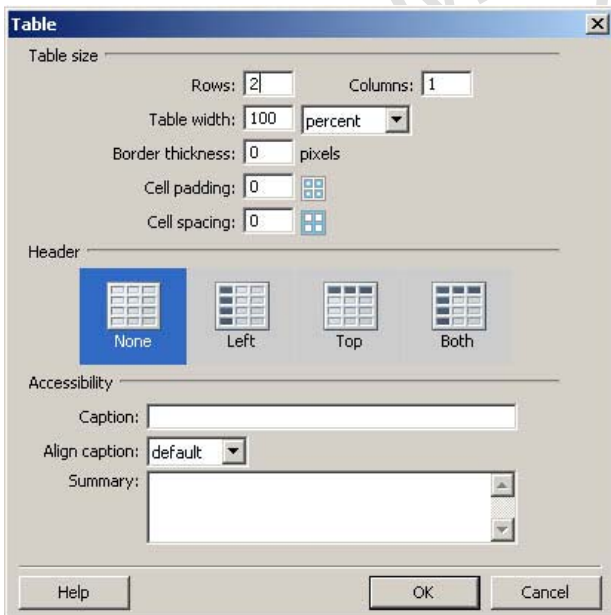 Table
Table size
Rows: 2 Columns: 1
Table width: 100 percent
Border thickness: 0 pixels
Cell padding: 0
Cell spacing: 0
Header
None Left Top Both
Accessibility
Caption:
Align caption: default
Summary:
Help OK Cancel